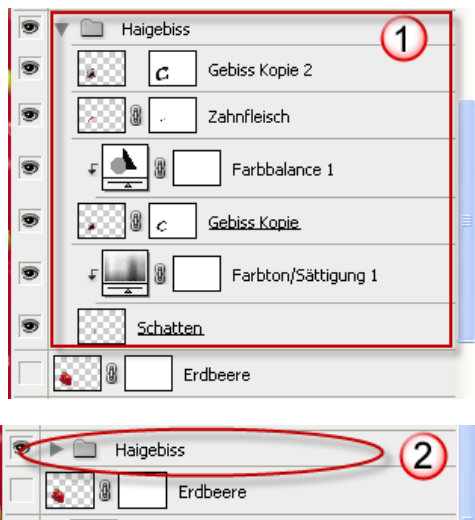 Haigebiss
1
Gebiss Kopie 2
Zahnfleisch
Farbbalance 1
Gebiss Kopie
Farbton/Sättigung 1
Schatten
Erdbeere
Haigebiss
2
Erdbeere